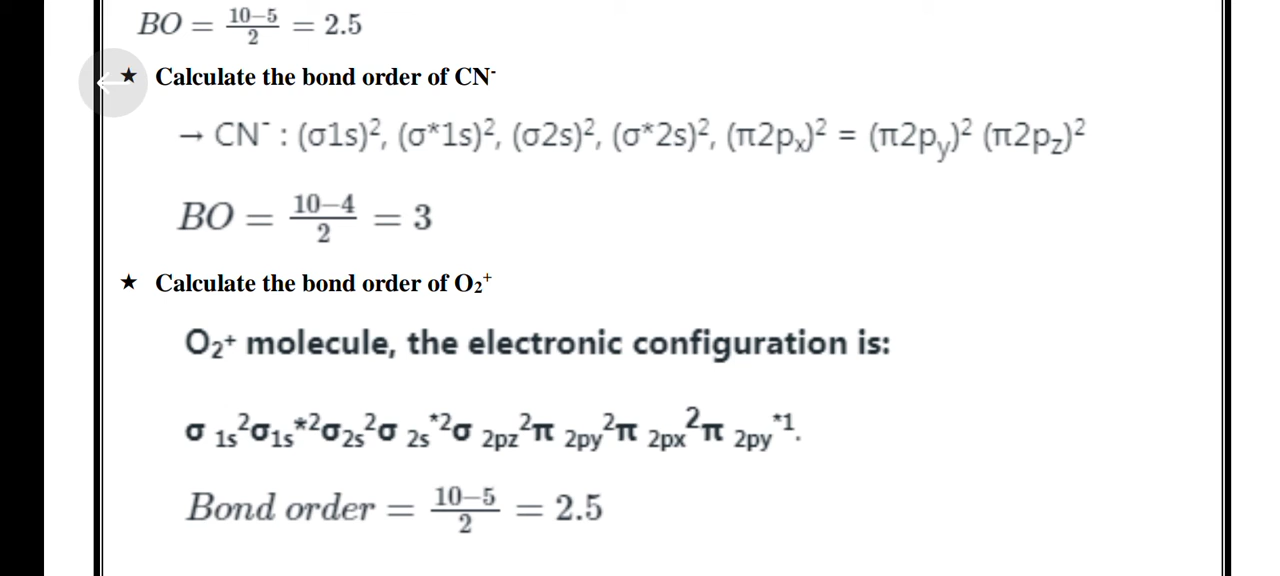 BO = 10−5/2 = 2.5
★ Calculate the bond order of CN⁻
→ CN⁻ : (σ1s)², (σ*1s)², (σ2s)², (σ*2s)², (π2pₓ)² = (π2py)² (π2pz)²
BO = 10−4/2 = 3
★ Calculate the bond order of O₂⁺
O₂⁺ molecule, the electronic configuration is:
σ 1s²σ1s*²σ2s²σ 2s*²σ 2pz²π 2py²π 2px²π 2py*¹.
Bond order = 10−5/2 = 2.5